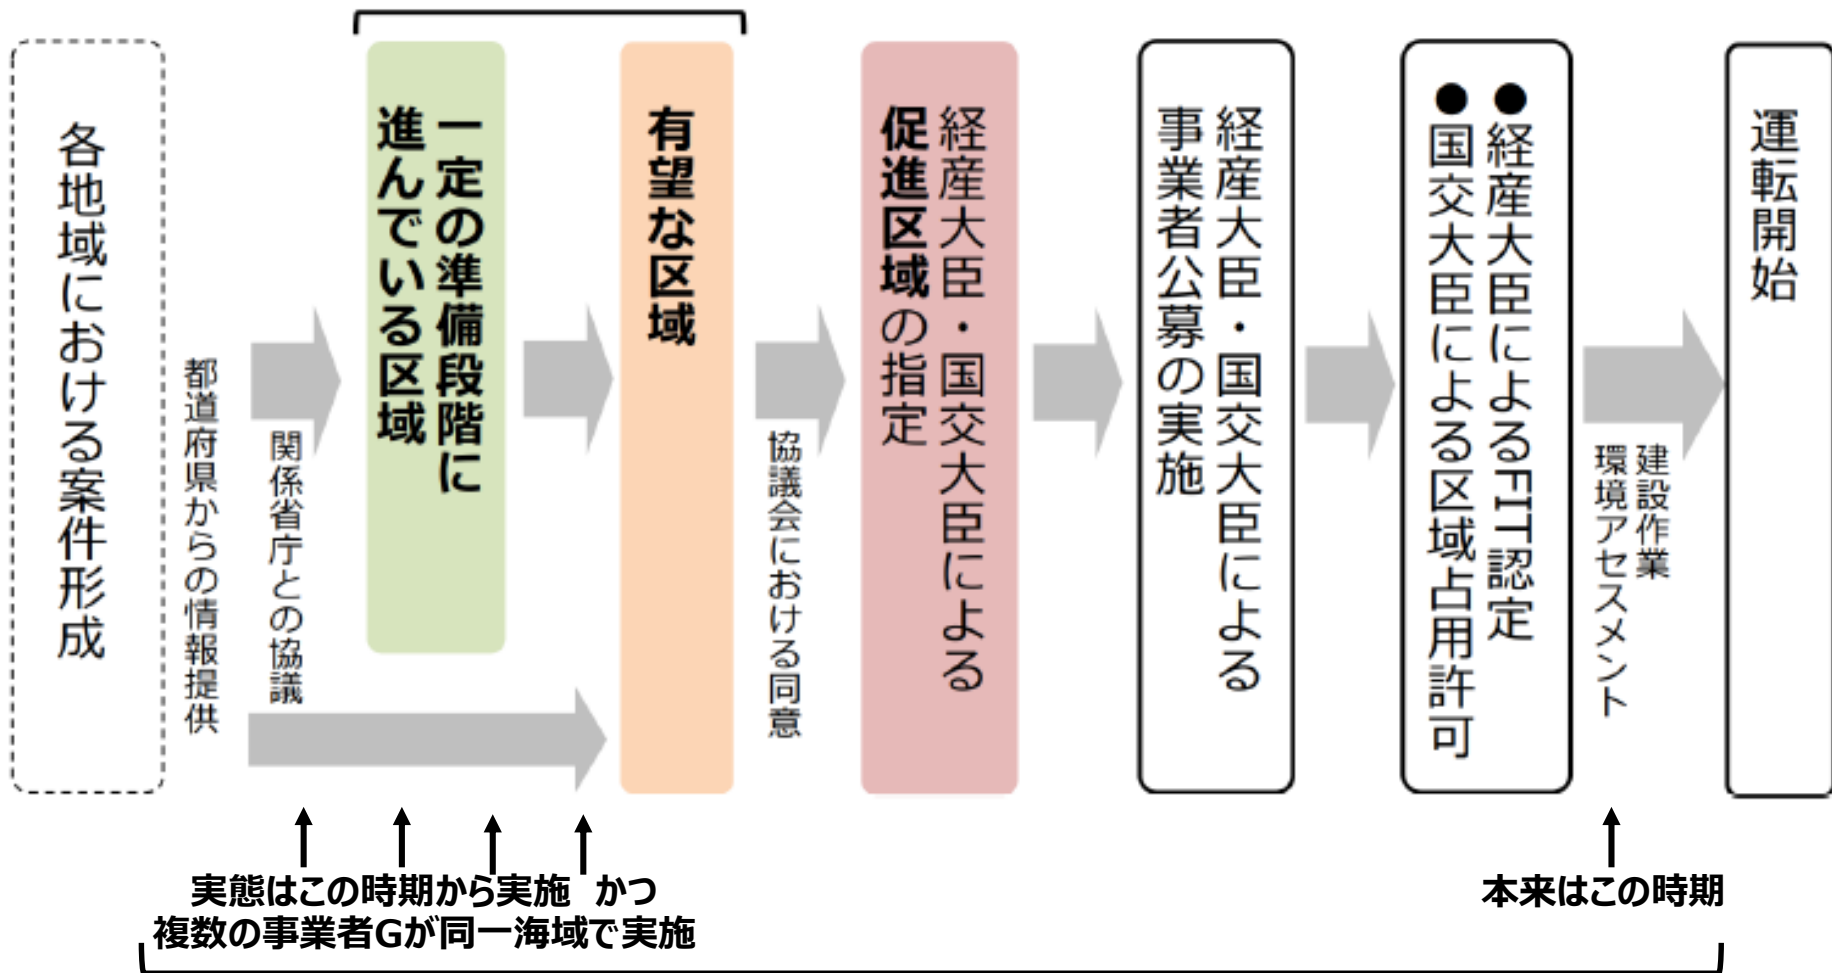 各地域における案件形成
都道府県からの情報提供
関係省庁との協議
一定の準備段階に
進んでいる区域
有望な区域
協議会における同意
経産大臣・国交大臣による
促進区域の指定
経産大臣・国交大臣による
事業者公募の実施
●経産大臣によるFIT認定
●国交大臣による区域占用許可
建設作業
環境アセスメント
運転開始
実態はこの時期から実施 かつ
複数の事業者Gが同一海域で実施
本来はこの時期